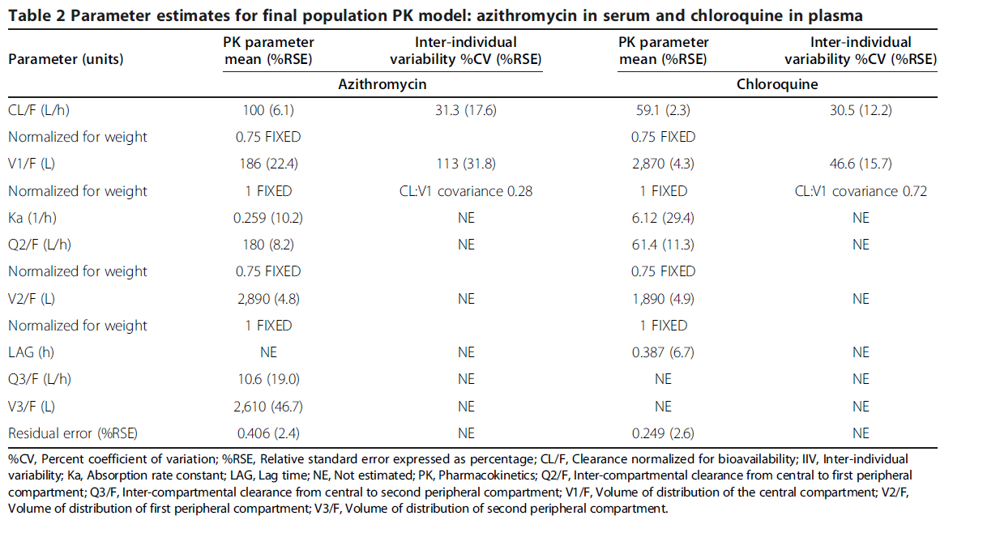 Table 2 Parameter estimates for final population PK model: azithromycin in serum and chloroquine in plasma
Parameter (units) PK parameter mean (%RSE) Inter-individual variability %CV (%RSE) PK parameter mean (%RSE) Inter-individual variability %CV (%RSE)
Azithromycin Chloroquine
CL/F (L/h) 100 (6.1) 31.3 (17.6) 59.1 (2.3) 30.5 (12.2)
Normalized for weight 0.75 FIXED 0.75 FIXED
V1/F (L) 186 (22.4) 113 (31.8) 2,870 (4.3) 46.6 (15.7)
Normalized for weight 1 FIXED CL:V1 covariance 0.28 1 FIXED CL:V1 covariance 0.72
Ka (1/h) 0.259 (10.2) NE 6.12 (29.4) NE
Q2/F (L/h) 180 (8.2) NE 61.4 (11.3) NE
Normalized for weight 0.75 FIXED 0.75 FIXED
V2/F (L) 2,890 (4.8) NE 1,890 (4.9) NE
Normalized for weight 1 FIXED 1 FIXED
LAG (h) NE NE 0.387 (6.7) NE
Q3/F (L/h) 10.6 (19.0) NE NE NE
V3/F (L) 2,610 (46.7) NE NE NE
Residual error (%RSE) 0.406 (2.4) NE 0.249 (2.6) NE
%CV, Percent coefficient of variation; %RSE, Relative standard error expressed as percentage; CL/F, Clearance normalized for bioavailability; IIV, Inter-individual
variability; Ka, Absorption rate constant; LAG, Lag time; NE, Not estimated; PK, Pharmacokinetics; Q2/F, Inter-compartmental clearance from central to first peripheral
compartment; Q3/F, Inter-compartmental clearance from central to second peripheral compartment; V1/F, Volume of distribution of the central compartment; V2/F,
Volume of distribution of first peripheral compartment; V3/F, Volume of distribution of second peripheral compartment.